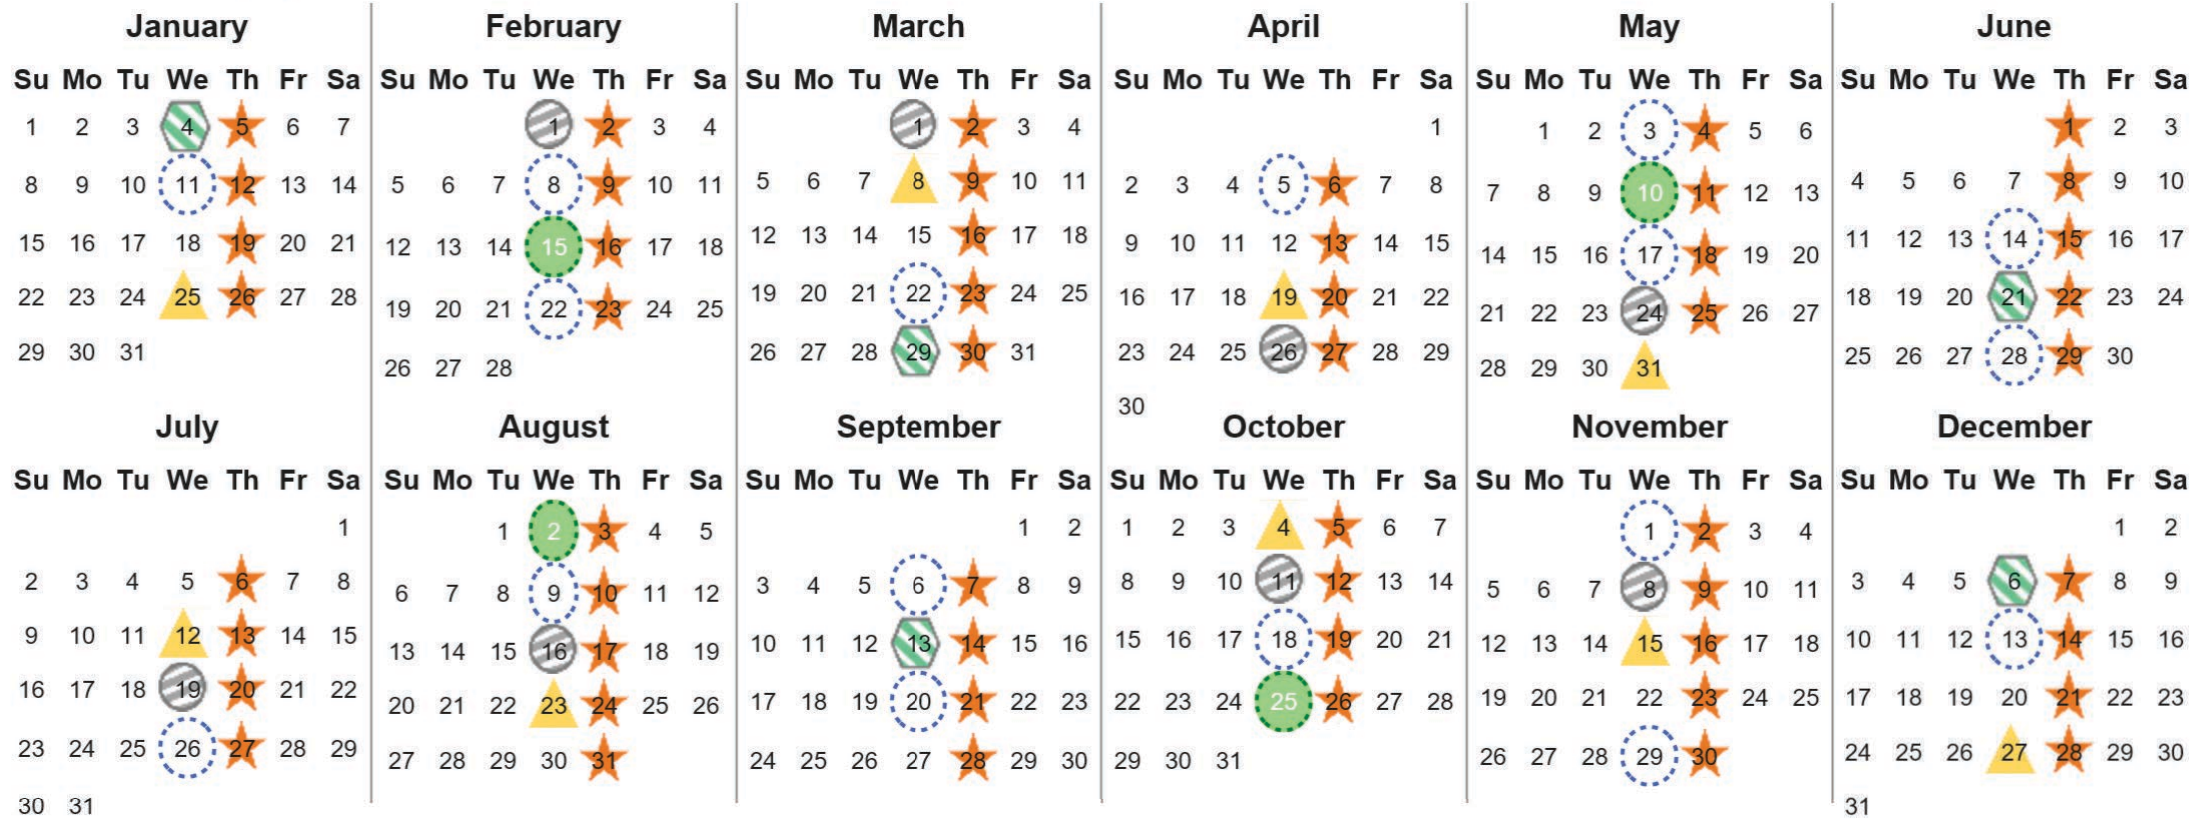 January February March April May June
Su Mo Tu We Th Fr Sa Su Mo Tu We Th Fr Sa Su Mo Tu We Th Fr Sa Su Mo Tu We Th Fr Sa Su Mo Tu We Th Fr Sa Su Mo Tu We Th Fr Sa
1 2 3 4 5 6 7 1 2 3 4 1 2 3 4 1 1 2 3 4 5 6 1 2 3
8 9 10 11 12 13 14 5 6 7 8 9 10 11 5 6 7 8 9 10 11 2 3 4 5 6 7 8 7 8 9 10 11 12 13 4 5 6 7 8 9 10
15 16 17 18 19 20 21 12 13 14 15 16 17 18 12 13 14 15 16 17 18 9 10 11 12 13 14 15 14 15 16 17 18 19 20 11 12 13 14 15 16 17
22 23 24 25 26 27 28 19 20 21 22 23 24 25 19 20 21 22 23 24 25 16 17 18 19 20 21 22 21 22 23 24 25 26 27 18 19 20 21 22 23 24
29 30 31 26 27 28 26 27 28 29 30 31 23 24 25 26 27 28 29 28 29 30 31 25 26 27 28 29 30
30
July August September October November December
Su Mo Tu We Th Fr Sa Su Mo Tu We Th Fr Sa Su Mo Tu We Th Fr Sa Su Mo Tu We Th Fr Sa Su Mo Tu We Th Fr Sa Su Mo Tu We Th Fr Sa
1 1 2 3 4 5 1 2 1 2 3 4 5 6 7 1 2 3 4 1 2
2 3 4 5 6 7 8 6 7 8 9 10 11 12 3 4 5 6 7 8 9 8 9 10 11 12 13 14 5 6 7 8 9 10 11 3 4 5 6 7 8 9
9 10 11 12 13 14 15 13 14 15 16 17 18 19 10 11 12 13 14 15 16 15 16 17 18 19 20 21 12 13 14 15 16 17 18 10 11 12 13 14 15 16
16 17 18 19 20 21 22 20 21 22 23 24 25 26 17 18 19 20 21 22 23 22 23 24 25 26 27 28 19 20 21 22 23 24 25 17 18 19 20 21 22 23
23 24 25 26 27 28 29 27 28 29 30 31 24 25 26 27 28 29 30 29 30 31 26 27 28 29 30 24 25 26 27 28 29 30
30 31 31